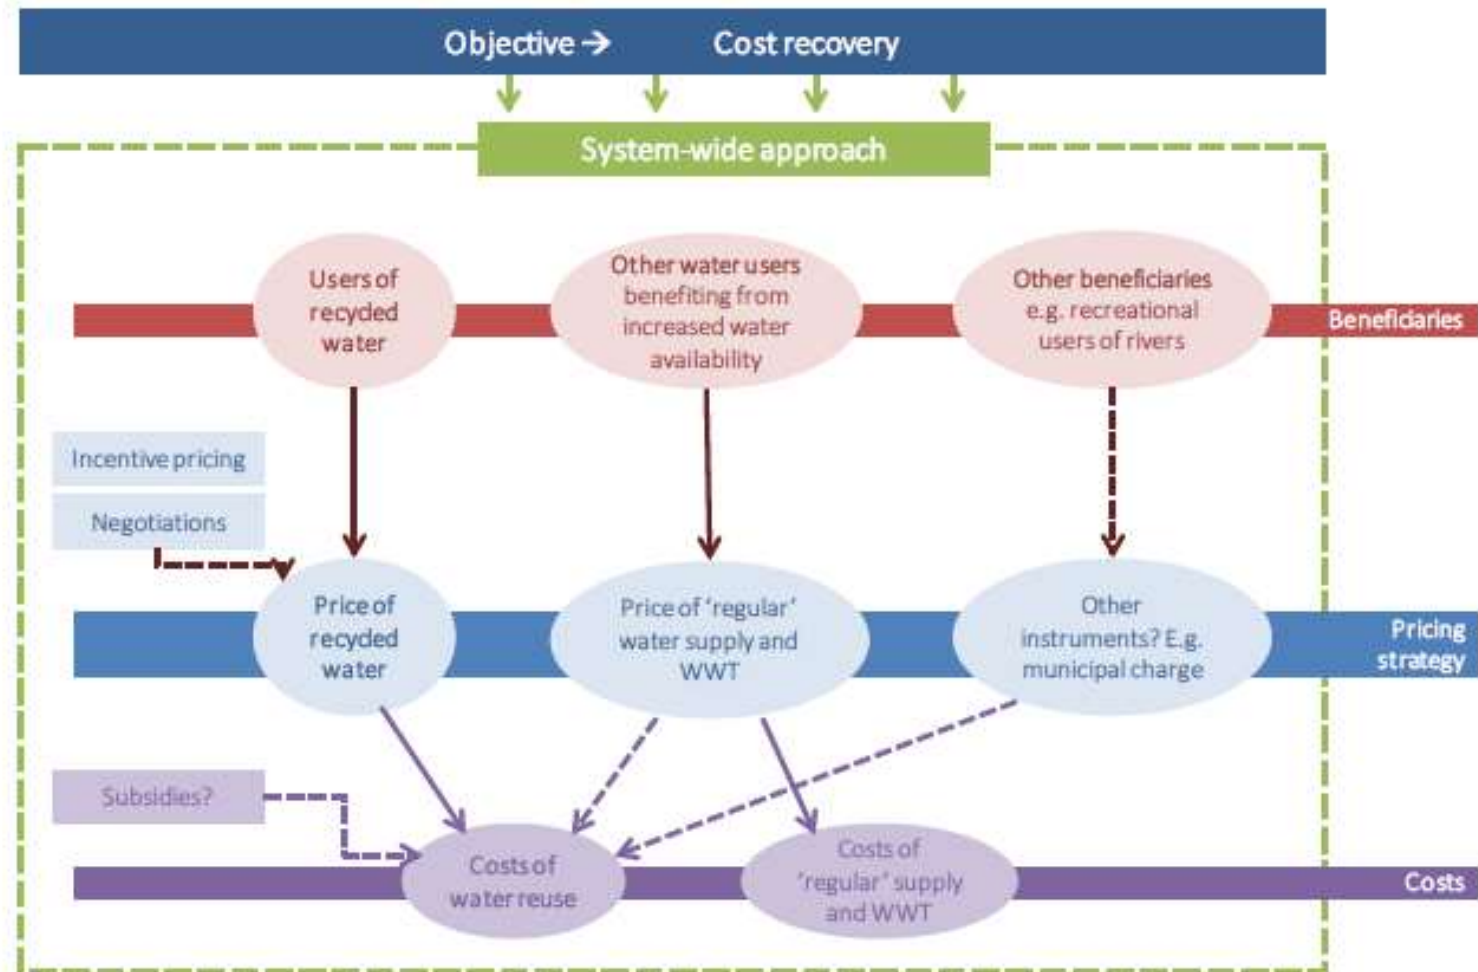 Objective → Cost recovery
System-wide approach
Users of
recycled
water
Other water users
benefiting from
increased water
availability
Other beneficiaries
e.g. recreational
users of rivers
Beneficiaries
Incentive pricing
Negotiations
Price of
recycled
water
Price of ‘regular’
water supply and
WWT
Other
instruments? E.g.
municipal charge
Pricing
strategy
Subsidies?
Costs of
water reuse
Costs of
‘regular’ supply
and WWT
Costs